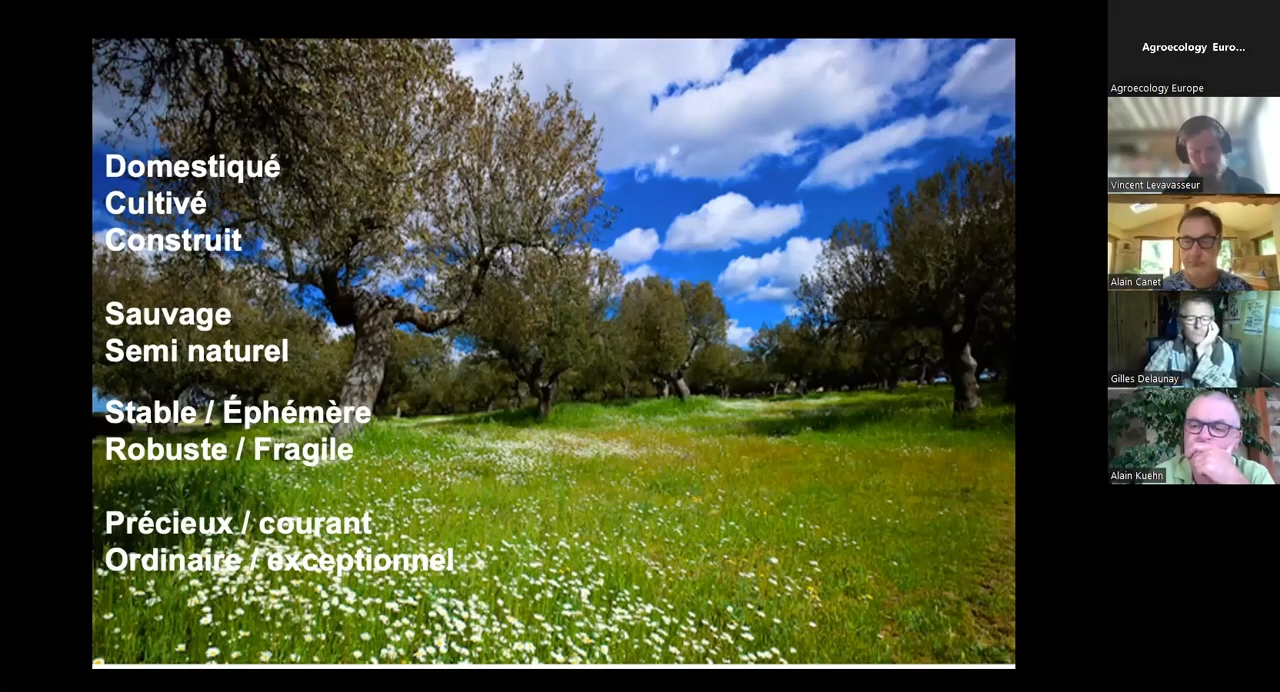 Domestiqué
Cultivé
Construit
Sauvage
Semi naturel
Stable / Éphémère
Robuste / Fragile
Précieux / courant
Ordinaire / exceptionnel
Agroecology Euro...
Agroecology Europe
Vincent Levavasseur
Alain Canet
Gilles Delaunay
Alain Kuehn